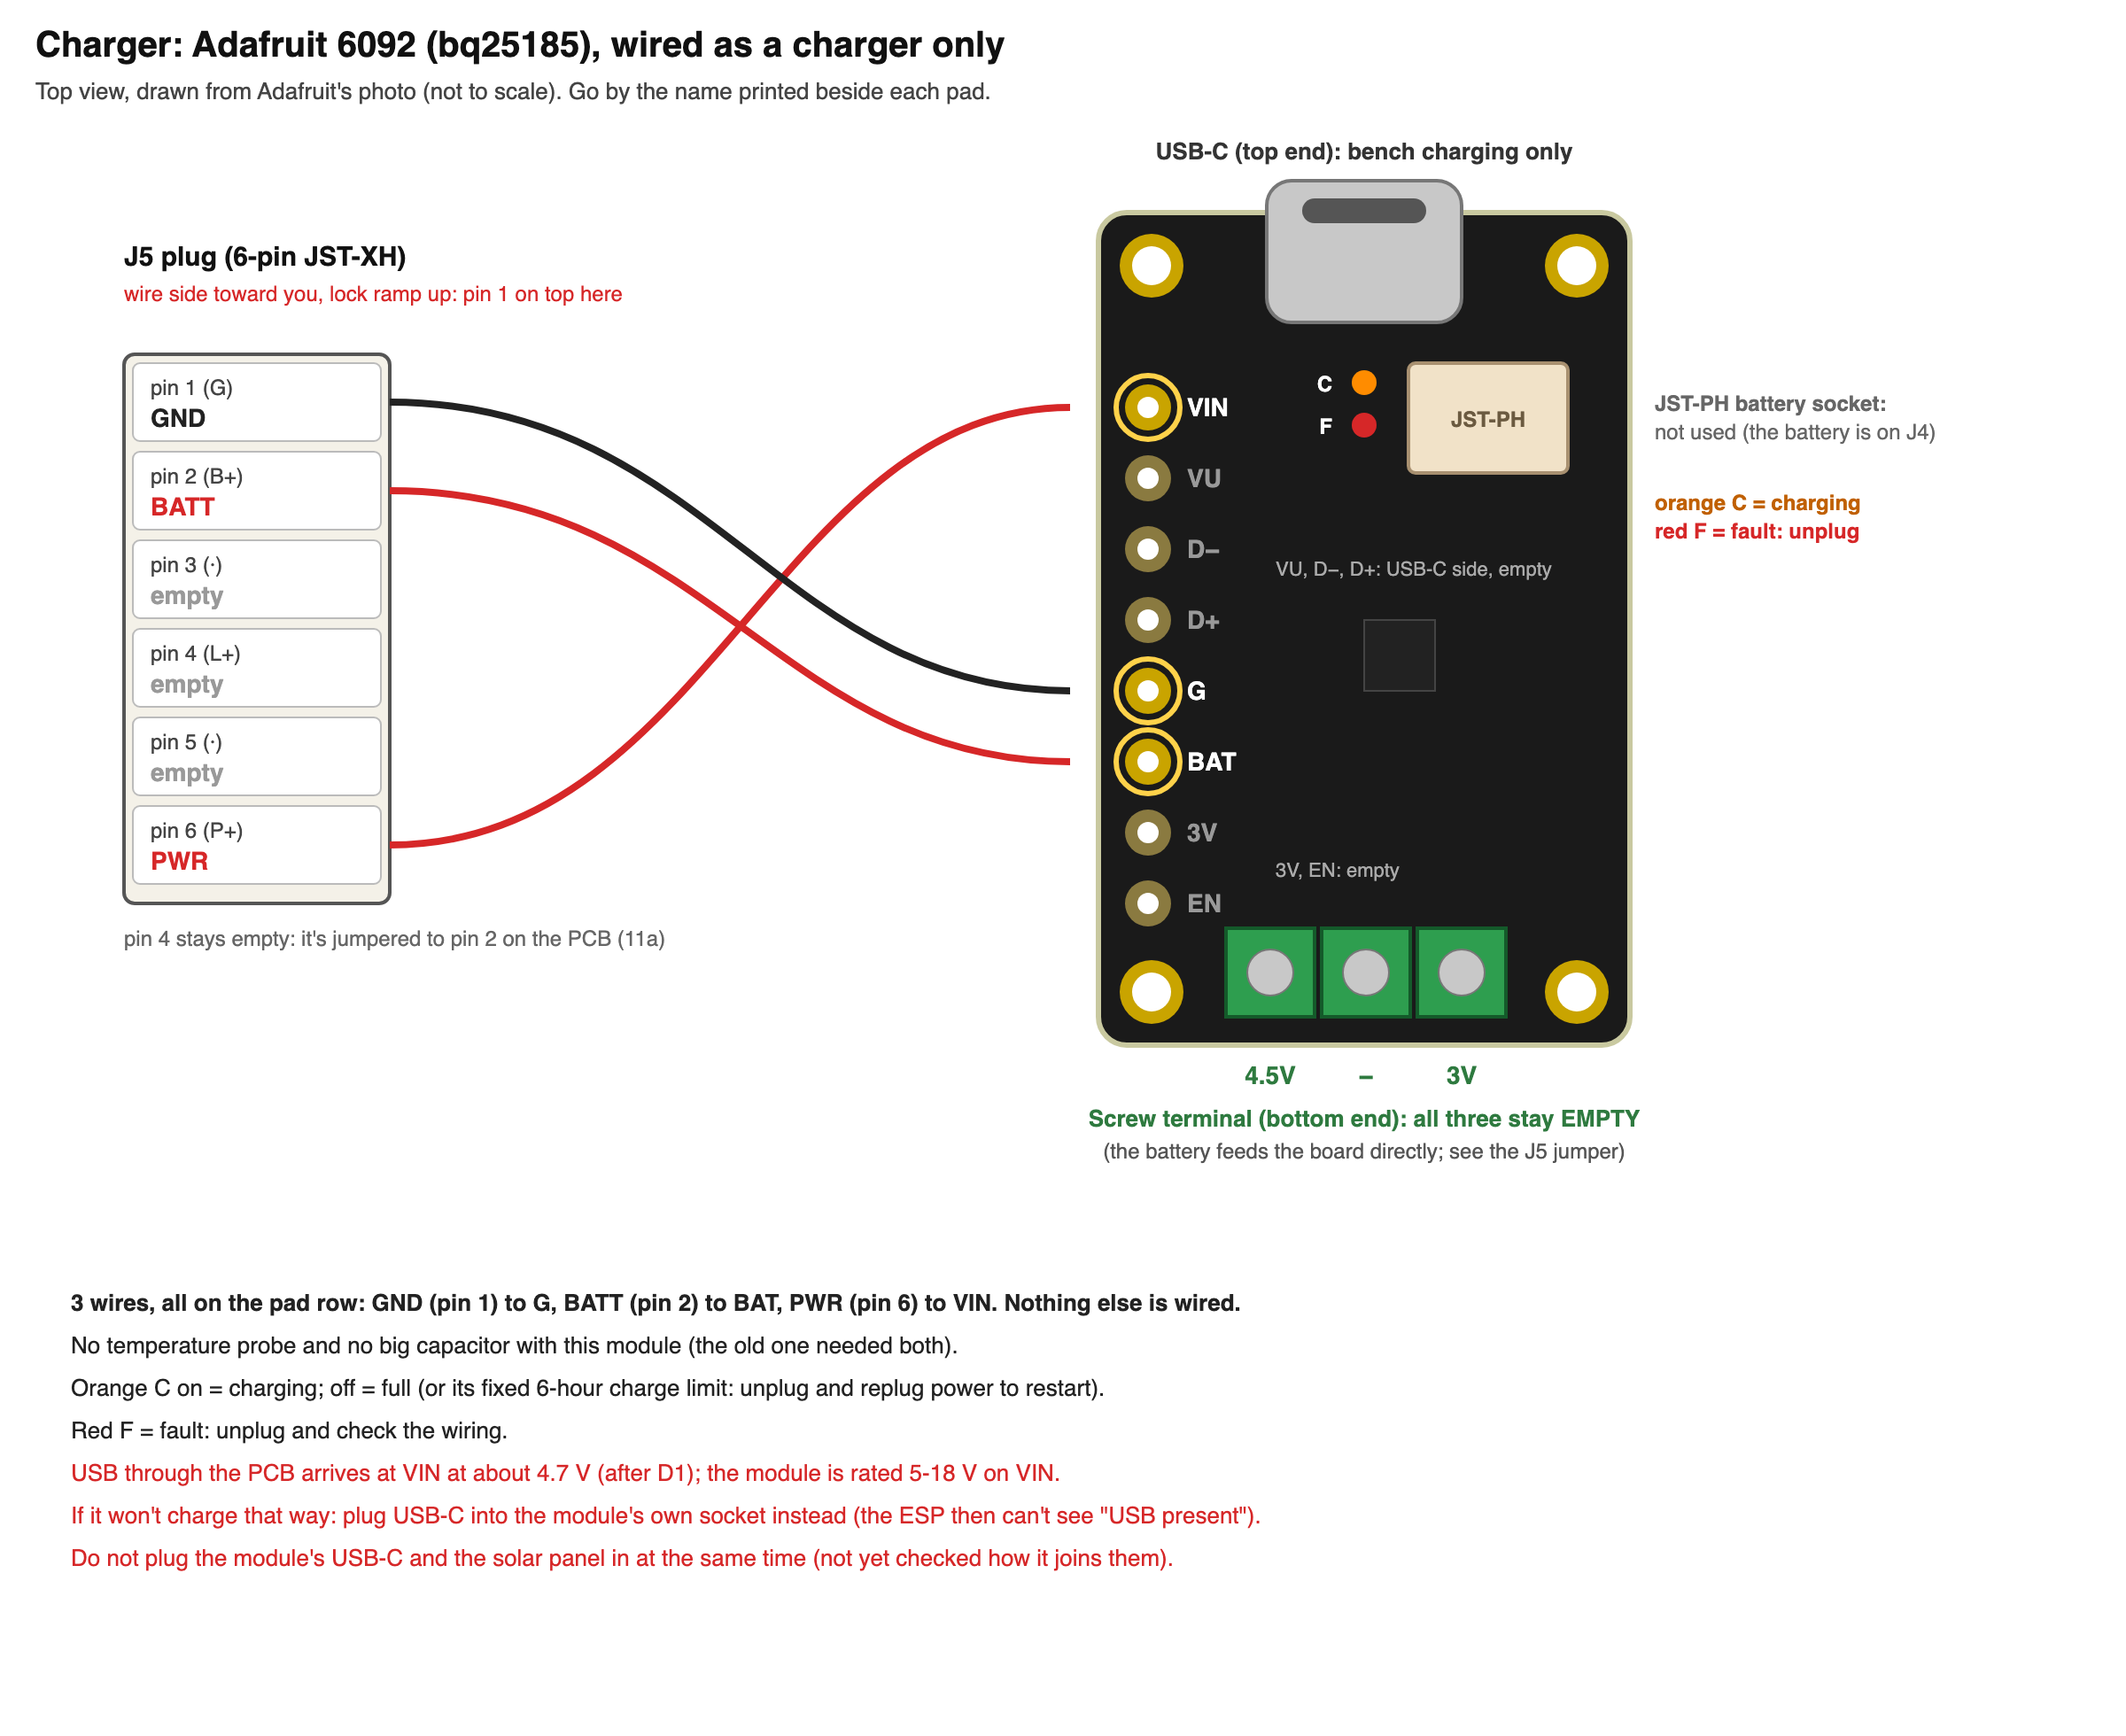 Charger: Adafruit 6092 (bq25185), wired as a charger only
Top view, drawn from Adafruit's photo (not to scale). Go by the name printed beside each pad.
USB-C (top end): bench charging only
J5 plug (6-pin JST-XH)
wire side toward you, lock ramp up: pin 1 on top here
pin 1 (G)
GND
pin 2 (B+)
BATT
pin 3 (·)
empty
pin 4 (L+)
empty
pin 5 (·)
empty
pin 6 (P+)
PWR
pin 4 stays empty: it's jumpered to pin 2 on the PCB (11a)
VIN
VU
D–
D+
G
BAT
3V
EN
C
F
JST-PH
VU, D–, D+: USB-C side, empty
3V, EN: empty
JST-PH battery socket:
not used (the battery is on J4)
orange C = charging
red F = fault: unplug
4.5V – 3V
Screw terminal (bottom end): all three stay EMPTY
(the battery feeds the board directly; see the J5 jumper)
3 wires, all on the pad row: GND (pin 1) to G, BATT (pin 2) to BAT, PWR (pin 6) to VIN. Nothing else is wired.
No temperature probe and no big capacitor with this module (the old one needed both).
Orange C on = charging; off = full (or its fixed 6-hour charge limit: unplug and replug power to restart).
Red F = fault: unplug and check the wiring.
USB through the PCB arrives at VIN at about 4.7 V (after D1); the module is rated 5-18 V on VIN.
If it won't charge that way: plug USB-C into the module's own socket instead (the ESP then can't see "USB present").
Do not plug the module's USB-C and the solar panel in at the same time (not yet checked how it joins them).